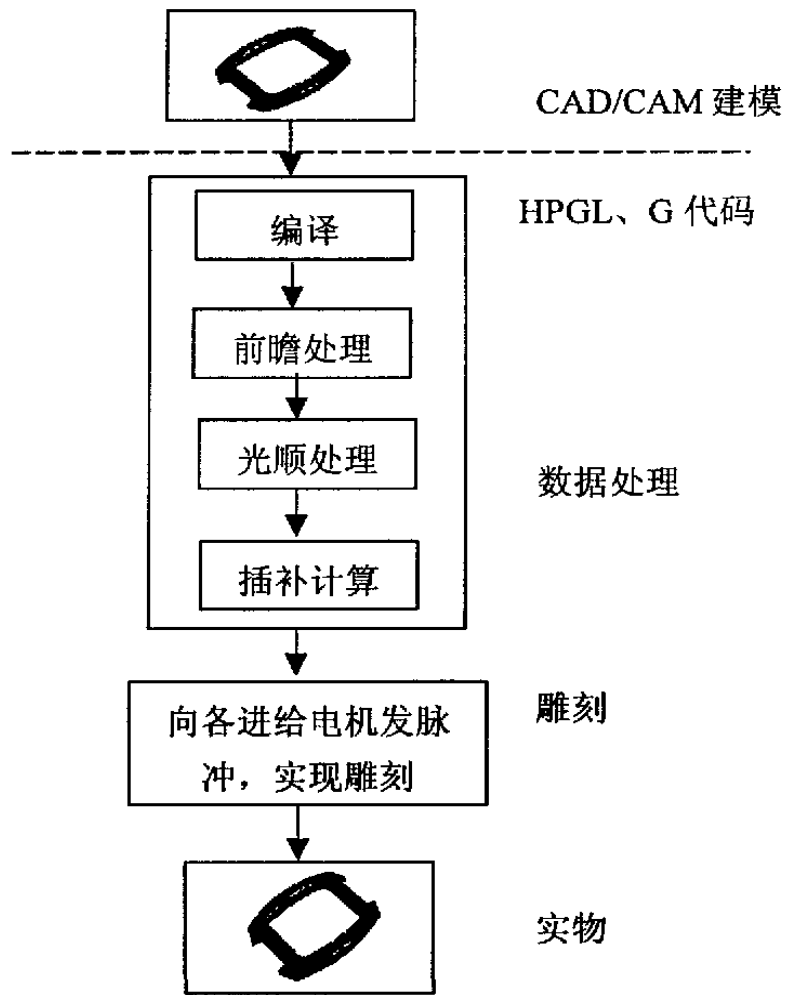 CAD/CAM 建模
HPGL、G 代码
编译
前瞻处理
光顺处理
数据处理
插补计算
雕刻
向各进给电机发脉
冲，实现雕刻
实物